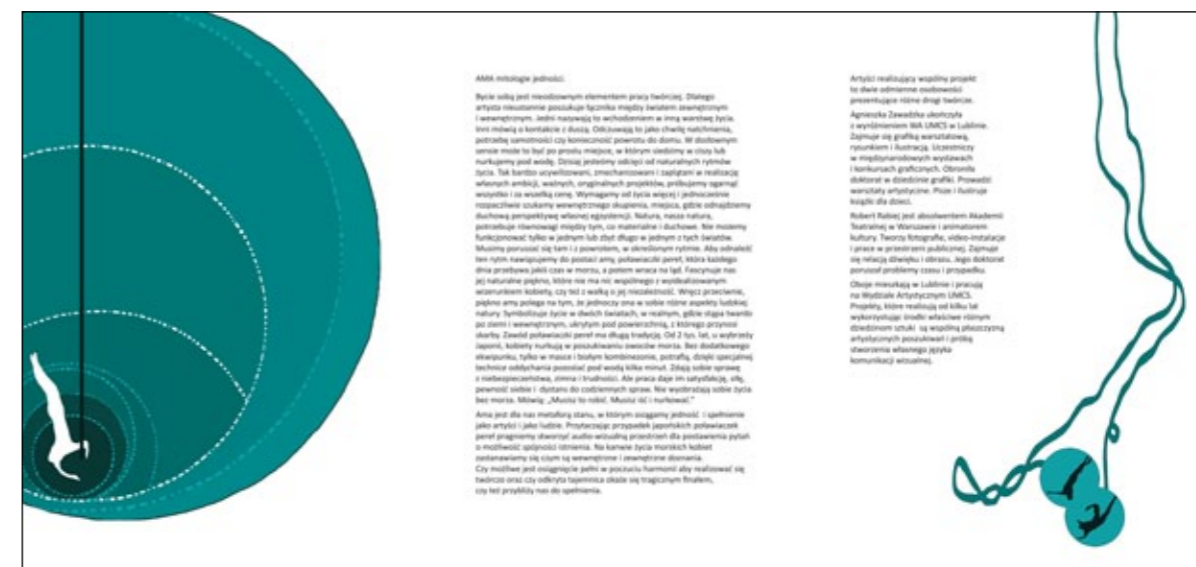 AMA mitologie jedności.
Bycie sobą jest nieodzownym elementem pracy twórczej. Dlatego
artysta nieustannie poszukuje łącznika między światem zewnętrznym
i wewnętrznym. Jedni nazywają to wchodzeniem w inną warstwę życia.
Inni mówią o kontakcie z duszą. Odczuwają to jako chwilę natchnienia,
potrzebę samotności czy konieczność powrotu do domu. W dosłownym
sensie może to być po prostu miejsce, w którym siedzimy w ciszy lub
nurkujemy pod wodę. Dzisiaj jesteśmy odcięci od naturalnych rytmów
życia. Tak bardzo ucywilizowani, zmechanizowani i zaplątani w realizację
własnych ambicji, ważnych, oryginalnych projektów, próbujemy ogarnąć
wszystko i za wszelką cenę. Wymagamy od życia więcej i jednocześnie
rozpaczliwie szukamy wewnętrznego skupienia, miejsca, gdzie odnajdziemy
duchową perspektywę własnej egzystencji. Natura, nasza natura,
potrzebuje równowagi między tym, co materialne i duchowe. Nie możemy
funkcjonować tylko w jednym lub zbyt długo w jednym z tych światów.
Musimy poruszać się tam i z powrotem, w określonym rytmie. Aby odnaleźć
ten rytm nawiązujemy do postaci amy, poławiaczki pereł, która każdego
dnia przebywa jakiś czas w morzu, a potem wraca na ląd. Fascynuje nas
jej naturalne piękno, które nie ma nic wspólnego z wyidealizowanym
wizerunkiem kobiety, czy też z walką o jej niezależność. Wręcz przeciwnie,
piękno amy polega na tym, że jednoczy ona w sobie różne aspekty ludzkiej
natury. Symbolizuje życie w dwóch światach, w realnym, gdzie stąpa twardo
po ziemi i wewnętrznym, ukrytym pod powierzchnią, z którego przynosi
skarby. Zawód poławiaczki pereł ma długą tradycję. Od 2 tys. lat, u wybrzeży
Japonii, kobiety nurkują w poszukiwaniu owoców morza. Bez dodatkowego
ekwipunku, tylko w masce i białym kombinezonie, potrafią, dzięki specjalnej
technice oddychania pozostać pod wodą kilka minut. Zdają sobie sprawę
z niebezpieczeństwa, zimna i trudności. Ale praca daje im satysfakcję, siłę,
pewność siebie i dystans do codziennych spraw. Nie wyobrażają sobie życia
bez morza. Mówią: „Musisz to robić. Musisz iść i nurkować.”
Ama jest dla nas metaforą stanu, w którym osiągamy jedność i spełnienie
jako artyści i jako ludzie. Przytaczając przypadek japońskich poławiaczek
pereł pragniemy stworzyć audio-wizualną przestrzeń dla postawienia pytań
o możliwość spójności istnienia. Na kanwie życia morskich kobiet
zastanawiamy się czym są wewnętrzne i zewnętrzne doznania.
Czy możliwe jest osiągnięcie pełni w poczuciu harmonii aby realizować się
twórczo oraz czy odkryta tajemnica okaże się tragicznym finałem,
czy też przybliży nas do spełnienia.
Artyści realizujący wspólny projekt
to dwie odmienne osobowości
prezentujące różne drogi twórcze.
Agnieszka Zawadzka ukończyła
z wyróżnieniem WA UMCS w Lublinie.
Zajmuje się grafiką warsztatową,
rysunkiem i ilustracją. Uczestniczy
w międzynarodowych wystawach
i konkursach graficznych. Obroniła
doktorat w dziedzinie grafiki. Prowadzi
warsztaty artystyczne. Pisze i ilustruje
książki dla dzieci.
Robert Rabiej jest absolwentem Akademii
Teatralnej w Warszawie i animatorem
kultury. Tworzy fotografie, video-instalacje
i prace w przestrzeni publicznej. Zajmuje
się relacją dźwięku i obrazu. Jego doktorat
poruszał problemy czasu i przypadku.
Oboje mieszkają w Lublinie i pracują
na Wydziale Artystycznym UMCS.
Projekty, które realizują od kilku lat
wykorzystując środki właściwe różnym
dziedzinom sztuki są wspólną płaszczyzną
artystycznych poszukiwań i próbą
stworzenia własnego języka
komunikacji wizualnej.